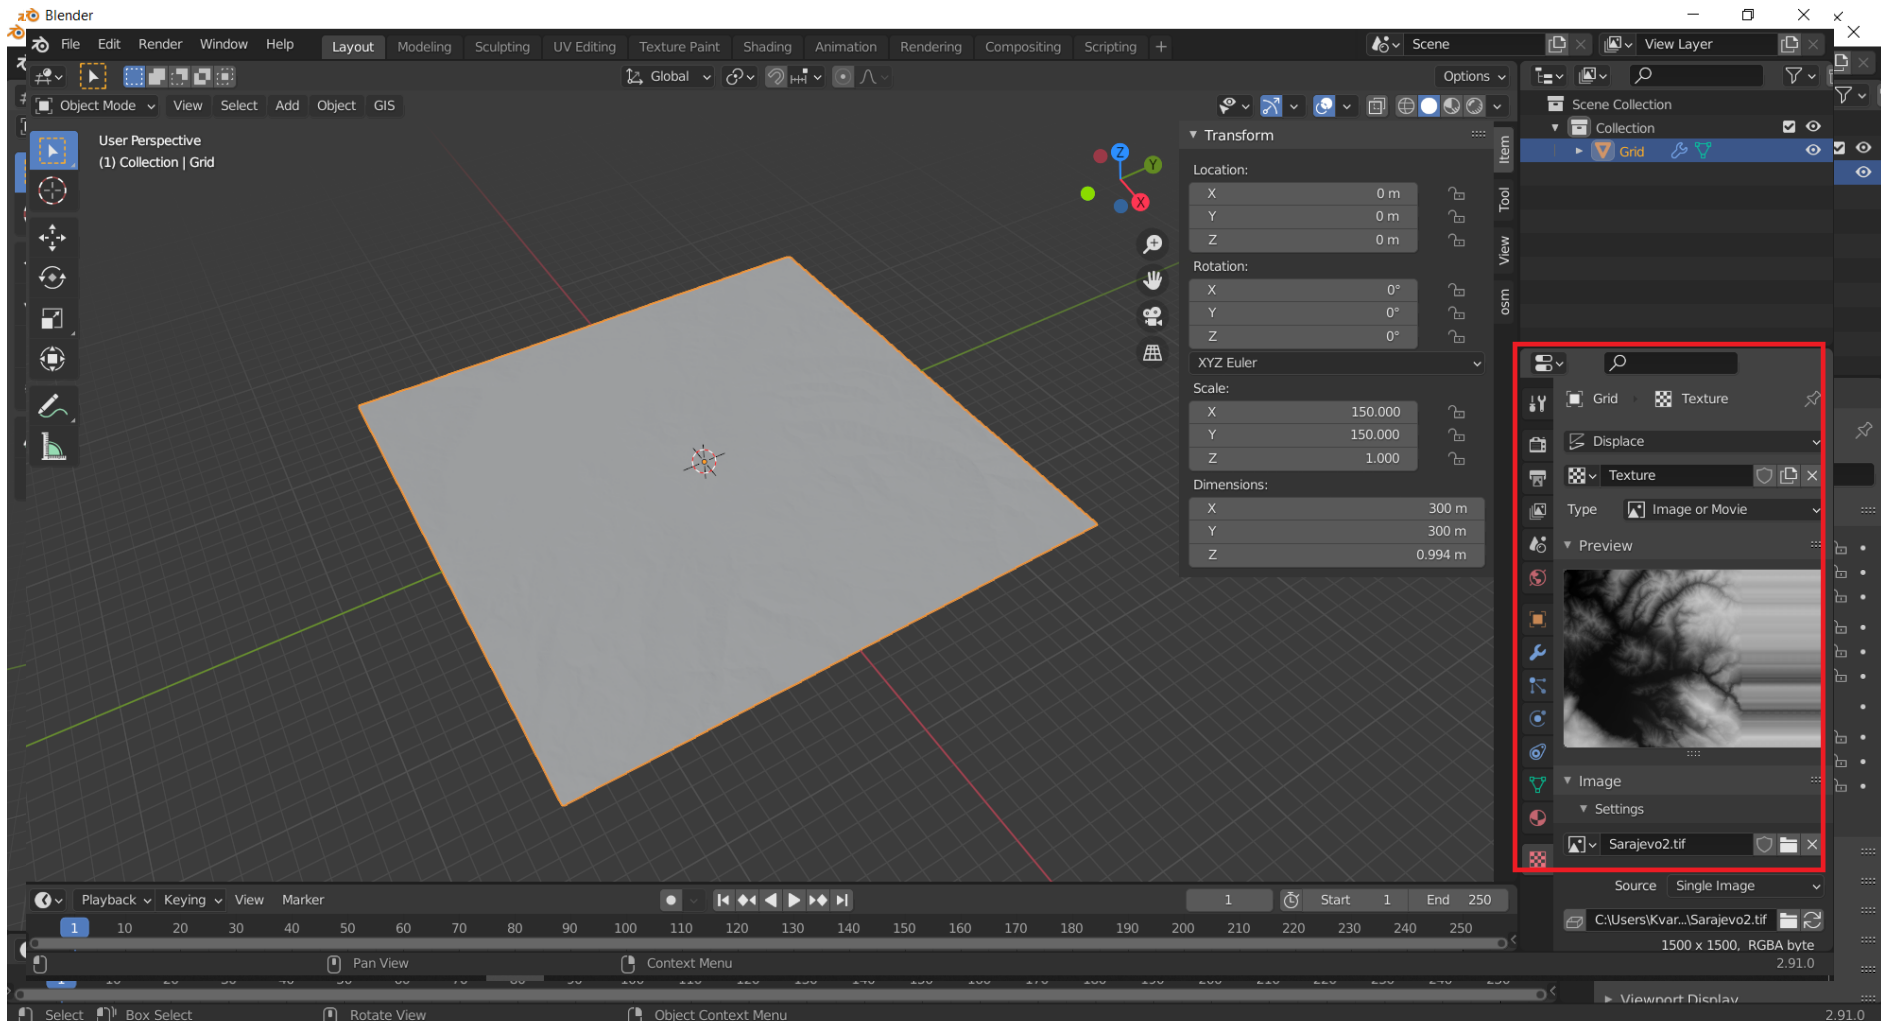 Blender
File Edit Render Window Help Layout Modeling Sculpting UV Editing Texture Paint Shading Animation Rendering Compositing Scripting + Scene View Layer
Global Options
Object Mode View Select Add Object GIS
User Perspective
(1) Collection | Grid
Z
Y
X
Transform
Location:
X 0 m
Y 0 m
Z 0 m
Rotation:
X 0°
Y 0°
Z 0°
XYZ Euler
Scale:
X 150.000
Y 150.000
Z 1.000
Dimensions:
X 300 m
Y 300 m
Z 0.994 m
Item
Tool
View
osm
Scene Collection
Collection
Grid
Grid Texture
Displace
Texture
Type Image or Movie
Preview
Image
Settings
Sarajevo2.tif
Source Single Image
C:\Users\Kvar...\Sarajevo2.tif
1500 x 1500, RGBA byte
Playback Keying View Marker 1 Start 1 End 250
1 10 20 30 40 50 60 70 80 90 100 110 120 130 140 150 160 170 180 190 200 210 220 230 240 250
Pan View Context Menu 2.91.0
Viewport Display
Select Box Select Rotate View Object Context Menu 2.91.0